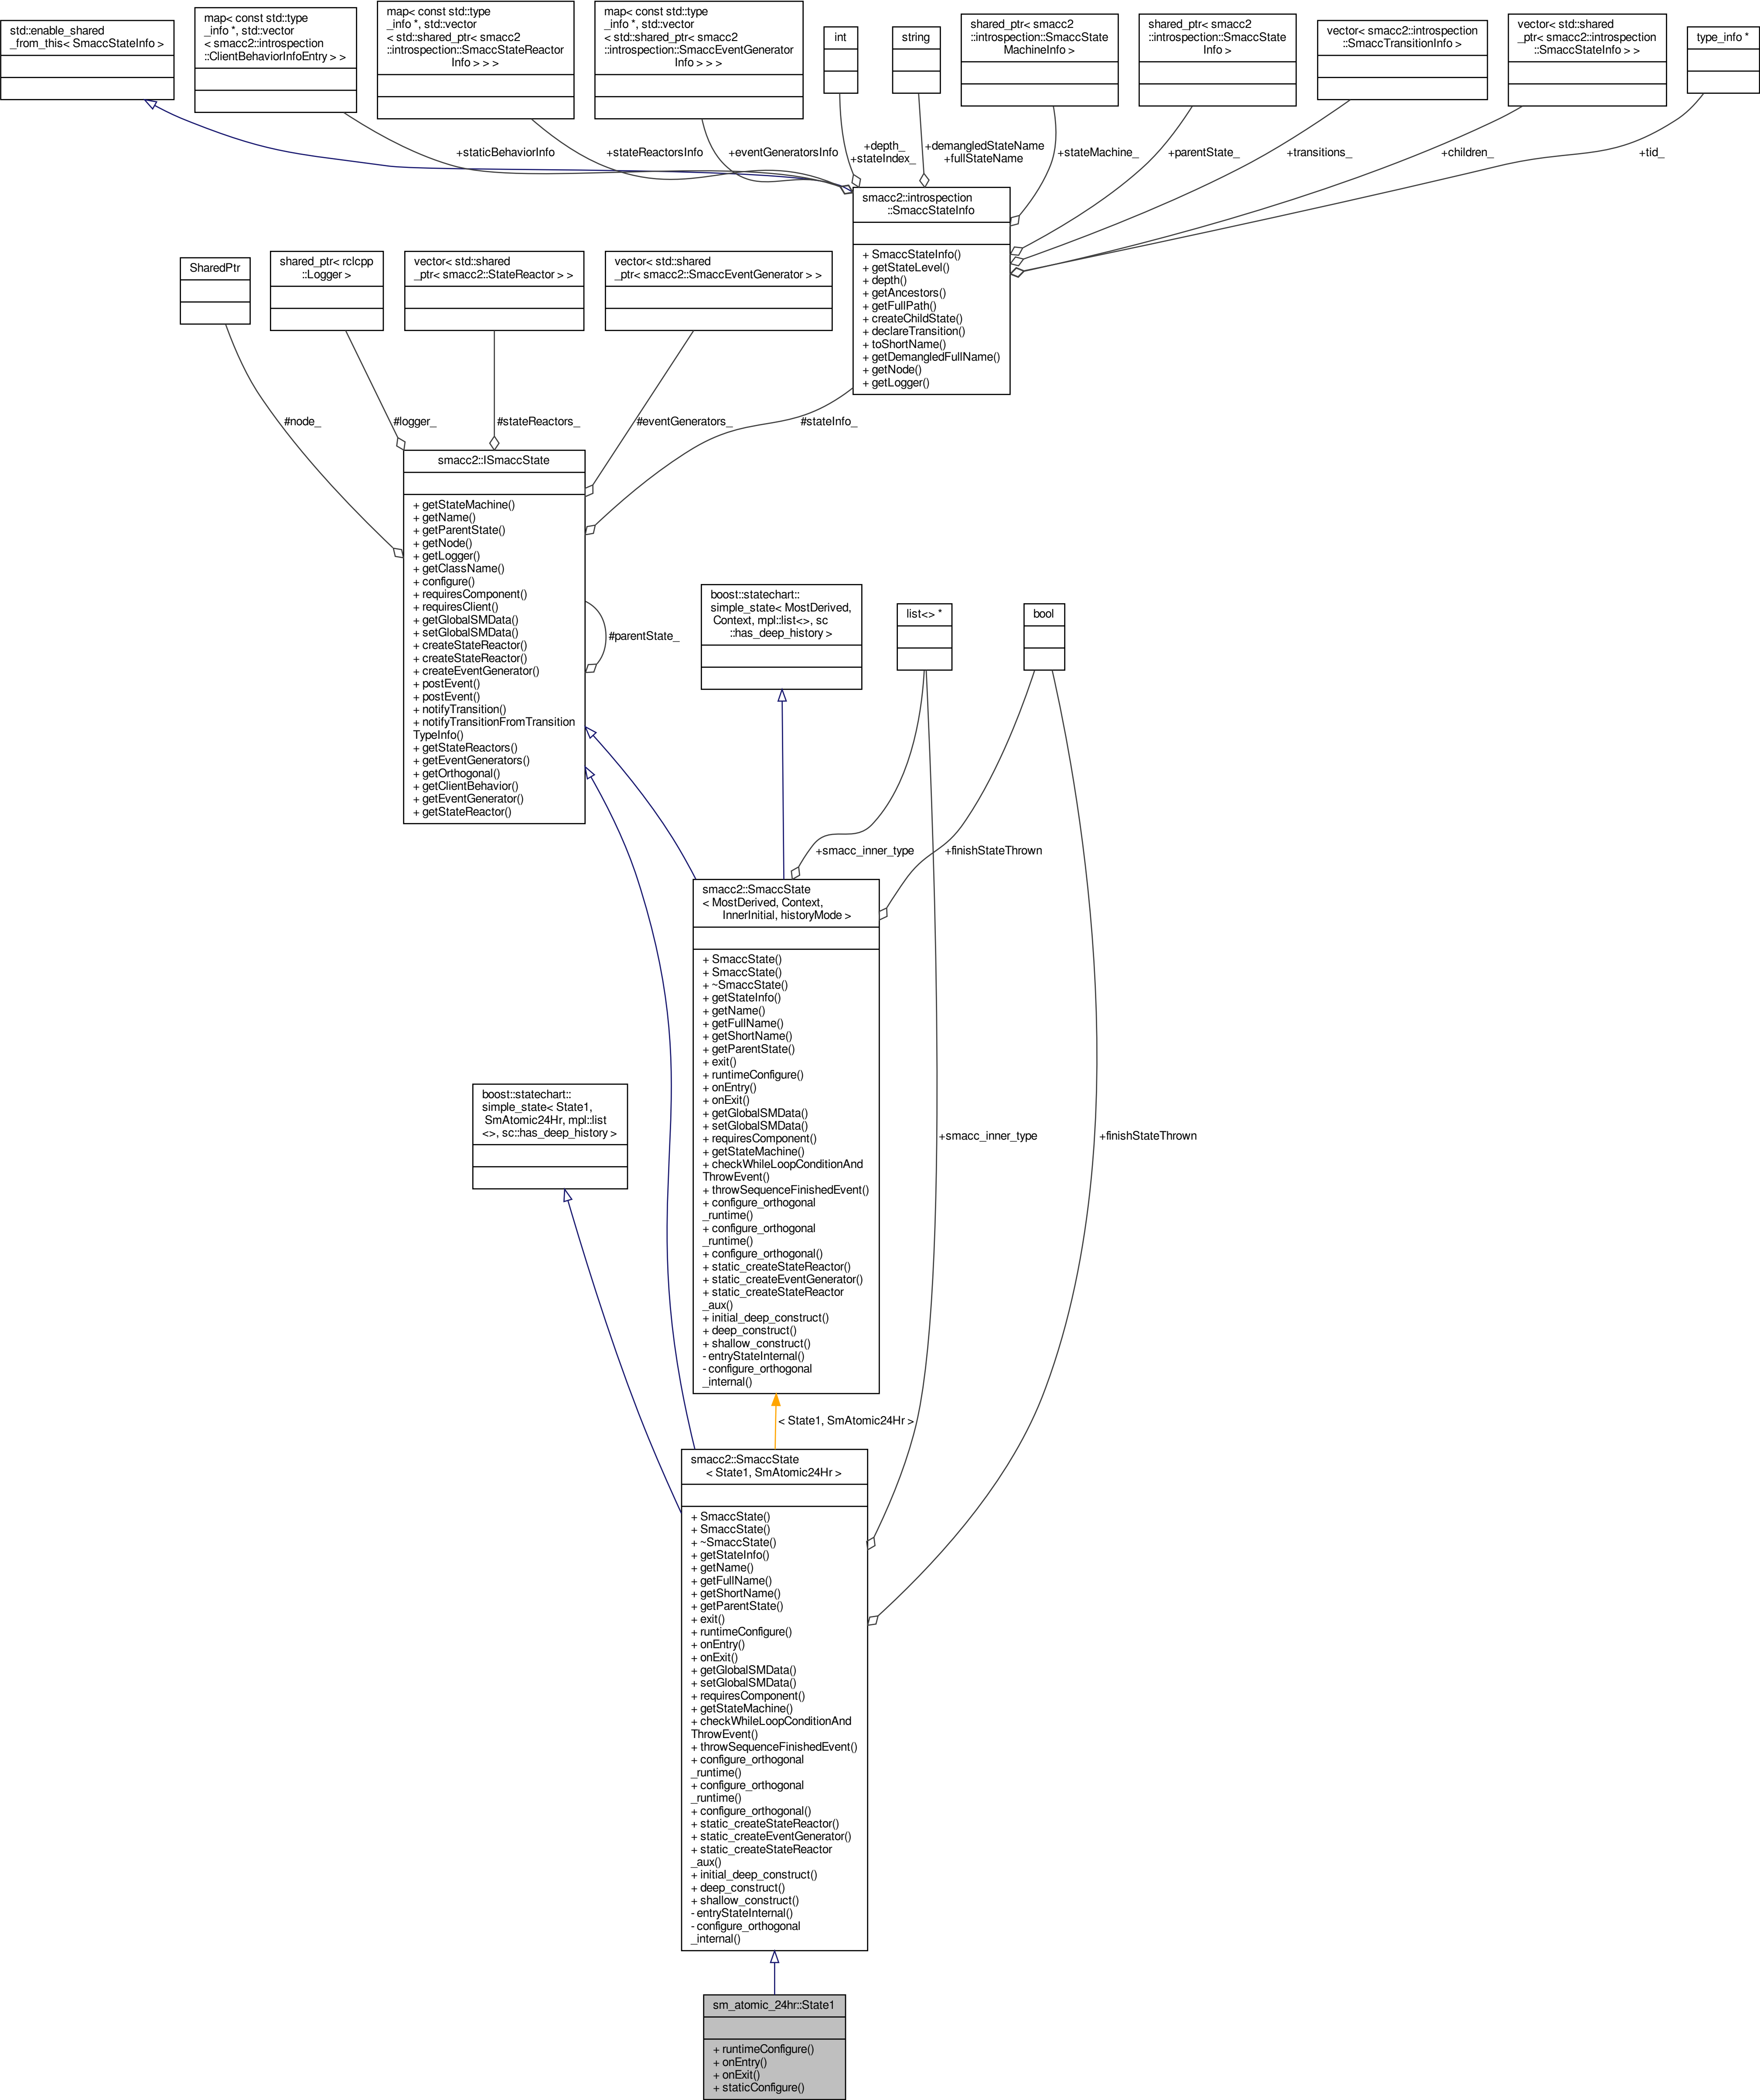 std::enable_shared
_from_this< SmaccStateInfo >
map< const std::type
_info *, std::vector
< smacc2::introspection
::ClientBehaviorInfoEntry > >
map< const std::type
_info *, std::vector
< std::shared_ptr< smacc2
::introspection::SmaccStateReactor
Info > > >
map< const std::type
_info *, std::vector
< std::shared_ptr< smacc2
::introspection::SmaccEventGenerator
Info > > >
int
string
shared_ptr< smacc2
::introspection::SmaccState
MachineInfo >
shared_ptr< smacc2
::introspection::SmaccState
Info >
vector< smacc2::introspection
::SmaccTransitionInfo >
vector< std::shared
_ptr< smacc2::introspection
::SmaccStateInfo > >
type_info *
+staticBehaviorInfo
+stateReactorsInfo
+eventGeneratorsInfo
+depth_
+stateIndex_
+demangledStateName
+fullStateName
+stateMachine_
+parentState_
+transitions_
+children_
+tid_
smacc2::introspection
::SmaccStateInfo
+ SmaccStateInfo()
+ getStateLevel()
+ depth()
+ getAncestors()
+ getFullPath()
+ createChildState()
+ declareTransition()
+ toShortName()
+ getDemangledFullName()
+ getNode()
+ getLogger()
SharedPtr
shared_ptr< rclcpp
::Logger >
vector< std::shared
_ptr< smacc2::StateReactor > >
vector< std::shared
_ptr< smacc2::SmaccEventGenerator > >
#node_
#logger_
#stateReactors_
#eventGenerators_
#stateInfo_
smacc2::ISmaccState
+ getStateMachine()
+ getName()
+ getParentState()
+ getNode()
+ getLogger()
+ getClassName()
+ configure()
+ requiresComponent()
+ requiresClient()
+ getGlobalSMData()
+ setGlobalSMData()
+ createStateReactor()
+ createStateReactor()
+ createEventGenerator()
+ postEvent()
+ postEvent()
+ notifyTransition()
+ notifyTransitionFromTransition
TypeInfo()
+ getStateReactors()
+ getEventGenerators()
+ getOrthogonal()
+ getClientBehavior()
+ getEventGenerator()
+ getStateReactor()
#parentState_
boost::statechart::
simple_state< MostDerived,
Context, mpl::list<>, sc
::has_deep_history >
list<> *
bool
+smacc_inner_type
+finishStateThrown
smacc2::SmaccState
< MostDerived, Context,
InnerInitial, historyMode >
+ SmaccState()
+ SmaccState()
+ ~SmaccState()
+ getStateInfo()
+ getName()
+ getFullName()
+ getShortName()
+ getParentState()
+ exit()
+ runtimeConfigure()
+ onEntry()
+ onExit()
+ getGlobalSMData()
+ setGlobalSMData()
+ requiresComponent()
+ getStateMachine()
+ checkWhileLoopConditionAnd
ThrowEvent()
+ throwSequenceFinishedEvent()
+ configure_orthogonal
_runtime()
+ configure_orthogonal
_runtime()
+ configure_orthogonal()
+ static_createStateReactor()
+ static_createEventGenerator()
+ static_createStateReactor
_aux()
+ initial_deep_construct()
+ deep_construct()
+ shallow_construct()
- entryStateInternal()
- configure_orthogonal
_internal()
boost::statechart::
simple_state< State1,
SmAtomic24Hr, mpl::list
<>, sc::has_deep_history >
+smacc_inner_type
+finishStateThrown
< State1, SmAtomic24Hr >
smacc2::SmaccState
< State1, SmAtomic24Hr >
+ SmaccState()
+ SmaccState()
+ ~SmaccState()
+ getStateInfo()
+ getName()
+ getFullName()
+ getShortName()
+ getParentState()
+ exit()
+ runtimeConfigure()
+ onEntry()
+ onExit()
+ getGlobalSMData()
+ setGlobalSMData()
+ requiresComponent()
+ getStateMachine()
+ checkWhileLoopConditionAnd
ThrowEvent()
+ throwSequenceFinishedEvent()
+ configure_orthogonal
_runtime()
+ configure_orthogonal
_runtime()
+ configure_orthogonal()
+ static_createStateReactor()
+ static_createEventGenerator()
+ static_createStateReactor
_aux()
+ initial_deep_construct()
+ deep_construct()
+ shallow_construct()
- entryStateInternal()
- configure_orthogonal
_internal()
sm_atomic_24hr::State1
+ runtimeConfigure()
+ onEntry()
+ onExit()
+ staticConfigure()